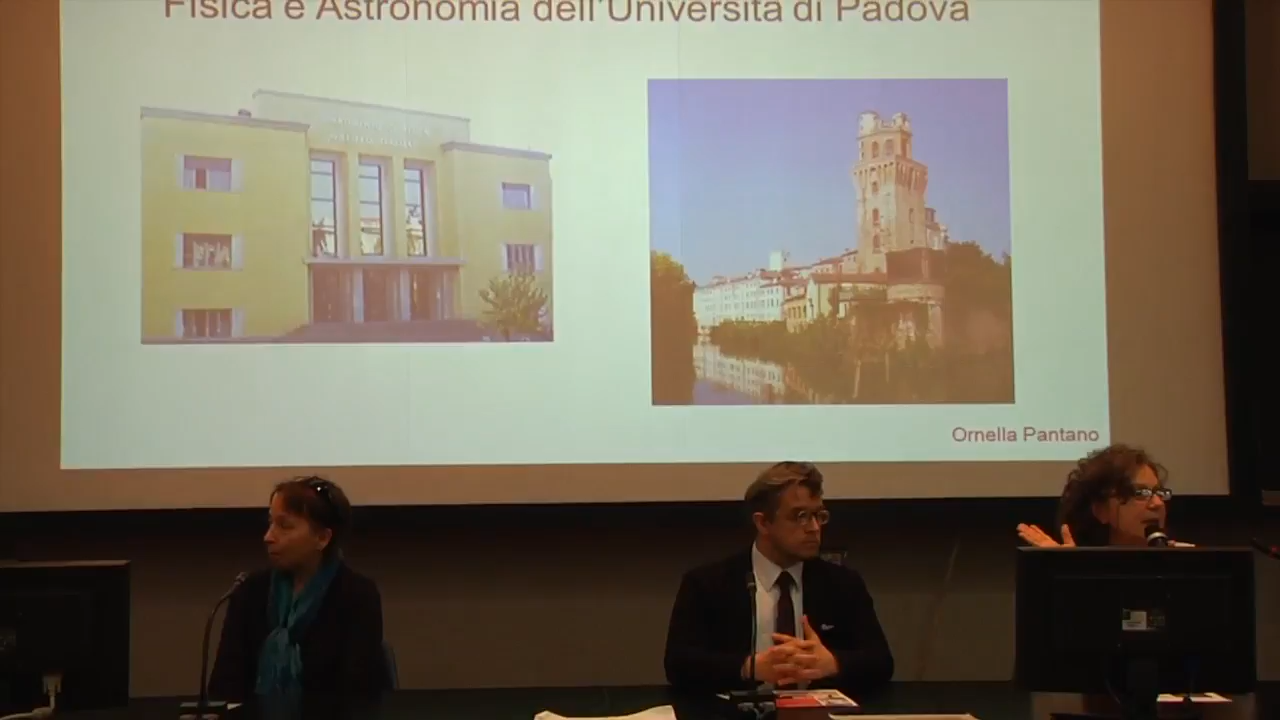 Fisica e Astronomia dell'Università di Padova
Ornella Pantano